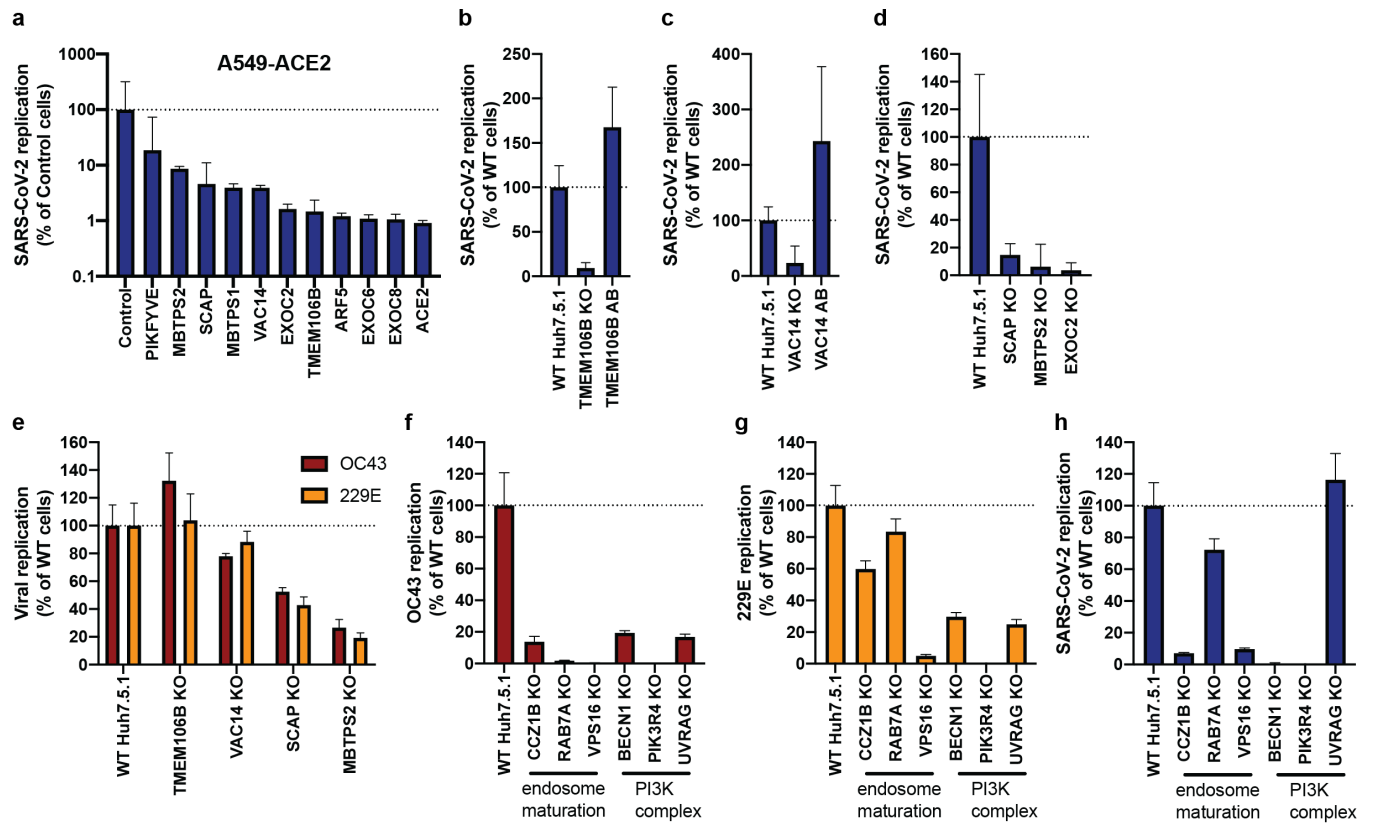 a
A549-ACE2
SARS-CoV-2 replication
(% of Control cells)
1000
100
10
1
0.1
Control
PIKFYVE
MBTPS2
SCAP
MBTPS1
VAC14
EXOC2
TMEM106B
ARF5
EXOC6
EXOC8
ACE2
b
SARS-CoV-2 replication
(% of WT cells)
250
200
150
100
50
0
WT Huh7.5.1
TMEM106B KO
TMEM106B AB
c
SARS-CoV-2 replication
(% of WT cells)
400
300
200
100
0
WT Huh7.5.1
VAC14 KO
VAC14 AB
d
SARS-CoV-2 replication
(% of WT cells)
160
140
120
100
80
60
40
20
0
WT Huh7.5.1
SCAP KO
MBTPS2 KO
EXOC2 KO
e
Viral replication
(% of WT cells)
160
140
120
100
80
60
40
20
0
OC43
229E
WT Huh7.5.1
TMEM106B KO
VAC14 KO
SCAP KO
MBTPS2 KO
f
OC43 replication
(% of WT cells)
140
120
100
80
60
40
20
0
WT Huh7.5.1
CCZ1B KO
RAB7A KO
VPS16 KO
BECN1 KO
PIK3R4 KO
UVRAG KO
endosome
maturation
PI3K
complex
g
229E replication
(% of WT cells)
140
120
100
80
60
40
20
0
WT Huh7.5.1
CCZ1B KO
RAB7A KO
VPS16 KO
BECN1 KO
PIK3R4 KO
UVRAG KO
endosome
maturation
PI3K
complex
h
SARS-CoV-2 replication
(% of WT cells)
140
120
100
80
60
40
20
0
WT Huh7.5.1
CCZ1B KO
RAB7A KO
VPS16 KO
BECN1 KO
PIK3R4 KO
UVRAG KO
endosome
maturation
PI3K
complex